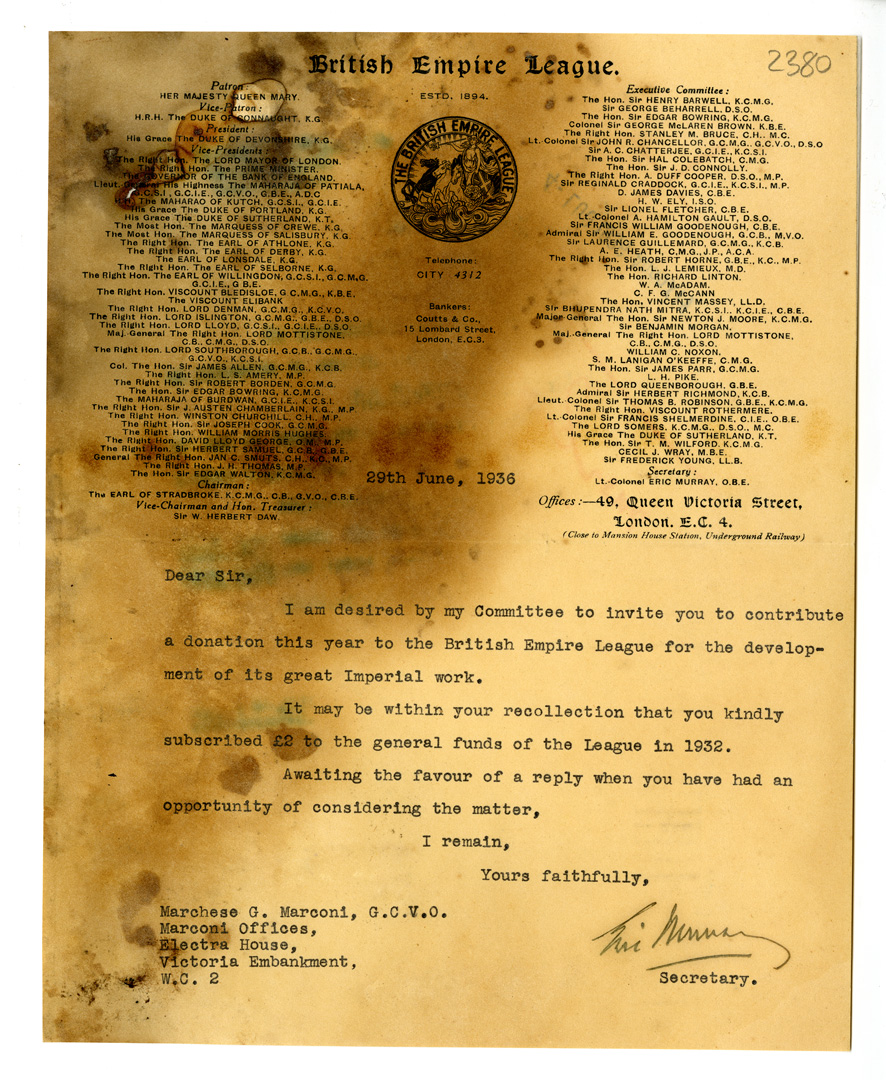 2380
British Empire League.
ESTD. 1894.
Patron:
HER MAJESTY QUEEN MARY.
Vice-Patron:
H.R.H. The DUKE OF CONNAUGHT, K.G.
President:
His Grace The DUKE OF DEVONSHIRE, K.G.
Vice-Presidents:
The Right Hon. The LORD MAYOR OF LONDON.
The Right Hon. The PRIME MINISTER.
The GOVERNOR OF THE BANK OF ENGLAND.
Lieut. General His Highness The MAHARAJA OF PATIALA,
G.C.S.I., G.C.I.E., G.C.V.O., G.B.E., A.D.C
H.H. The MAHARAO OF KUTCH, G.C.S.I., G.C.I.E.
His Grace The DUKE OF PORTLAND, K.G.
His Grace The DUKE OF SUTHERLAND, K.T.
The Most Hon. The MARQUESS OF CREWE, K.G.
The Most Hon. The MARQUESS OF SALISBURY, K.G.
The Right Hon. The EARL OF ATHLONE, K.G.
The Right Hon. The EARL OF DERBY, K.G.
The EARL OF LONSDALE, K.G.
The Right Hon. The EARL OF SELBORNE, K.G.
The Right Hon. The EARL OF WILLINGDON, G.C.S.I., G.C.M.G.
G.C.I.E., G.B.E.
The Right Hon. VISCOUNT BLEDISLOE, G.C.M.G., K.B.E.
The VISCOUNT ELIBANK
The Right Hon. LORD DENMAN, G.C.M.G., K.C.V.O.
The Right Hon. LORD ISLINGTON, G.C.M.G., G.B.E., D.S.O.
The Right Hon. LORD LLOYD, G.C.S.I., G.C.I.E., D.S.O.
Maj. General The Right Hon. LORD MOTTISTONE,
C.B., C.M.G., D.S.O.
The Right Hon. LORD SOUTHBOROUGH, G.C.B., G.C.M.G.,
G.C.V.O., K.C.S.I.
Col. The Hon. Sir JAMES ALLEN, G.C.M.G., K.C.B.
The Right Hon. L. S. AMERY, M.P.
The Right Hon. Sir ROBERT BORDEN, G.C.M.G.
The Hon. Sir EDGAR BOWRING, K.C.M.G.
The MAHARAJA OF BURDWAN, G.C.I.E., K.C.S.I.
The Right Hon. Sir J. AUSTEN CHAMBERLAIN, K.G., M.P.
The Right Hon. WINSTON CHURCHILL, C.H., M.P.
The Right Hon. Sir JOSEPH COOK, G.C.M.G.
The Right Hon. WILLIAM MORRIS HUGHES.
The Right Hon. DAVID LLOYD GEORGE, O.M., M.P.
The Right Hon. Sir HERBERT SAMUEL, G.C.B., G.B.E.
General The Right Hon. JAN C. SMUTS, C.H., K.C., M.P.
The Right Hon. J. H. THOMAS, M.P.
The Hon. Sir EDGAR WALTON, K.C.M.G.
Chairman:
The EARL OF STRADBROKE, K.C.M.G., C.B., C.V.O., C.B.E.
Vice-Chairman and Hon. Treasurer:
Sir W. HERBERT DAW.
THE BRITISH EMPIRE LEAGUE.
Telephone:
CITY 4312
Bankers:
Coutts & Co.,
15 Lombard Street,
London, E.C.3.
Executive Committee:
The Hon. Sir HENRY BARWELL, K.C.M.G.
Sir GEORGE BEHARRELL, D.S.O.
The Hon. Sir EDGAR BOWRING, K.C.M.G.
Colonel Sir GEORGE McLAREN BROWN, K.B.E.
The Right Hon. STANLEY M. BRUCE, C.H., M.C.
Lt.-Colonel Sir JOHN R. CHANCELLOR, G.C.M.G., G.C.V.O., D.S.O
Sir A. C. CHATTERJEE, G.C.I.E., K.C.S.I.
The Hon. Sir HAL COLEBATCH, C.M.G.
The Hon. Sir J. D. CONNOLLY.
The Right Hon. A. DUFF COOPER, D.S.O., M.P.
Sir REGINALD CRADDOCK, G.C.I.E., K.C.S.I., M.P.
D. JAMES DAVIES, C.B.E.
H. W. ELY, I.S.O.
Sir LIONEL FLETCHER, C.B.E.
Lt.-Colonel A. HAMILTON GAULT, D.S.O.
Sir FRANCIS WILLIAM GOODENOUGH, C.B.E.
Admiral Sir WILLIAM E. GOODENOUGH, G.C.B., M.V.O.
Sir LAURENCE GUILLEMARD, G.C.M.G., K.C.B.
A. E. HEATH, C.M.G., J.P., A.C.A.
The Right Hon. Sir ROBERT HORNE, G.B.E., K.C., M.P.
The Hon. L. J. LEMIEUX, M.D.
The Hon. RICHARD LINTON.
W. A. McADAM.
C. F. G. McCANN
The Hon. VINCENT MASSEY, LL.D.
Sir BHUPENDRA NATH MITRA, K.C.S.I., K.C.I.E., C.B.E.
Major General The Hon. Sir NEWTON J. MOORE, K.C.M.G.
Sir BENJAMIN MORGAN,
Maj.-General The Right Hon. LORD MOTTISTONE,
C.B., C.M.G., D.S.O.
WILLIAM C. NOXON.
S. M. LANIGAN O'KEEFFE, C.M.G.
The Hon. Sir JAMES PARR, G.C.M.G.
L. H. PIKE.
The LORD QUEENBOROUGH, G.B.E.
Admiral Sir HERBERT RICHMOND, K.C.B.
Lieut.-Colonel Sir THOMAS B. ROBINSON, G.B.E., K.C.M.G.
The Right Hon. VISCOUNT ROTHERMERE.
Lt.-Colonel Sir FRANCIS SHELMERDINE, C.I.E., O.B.E.
The LORD SOMERS, K.C.M.G., D.S.O., M.C.
His Grace The DUKE OF SUTHERLAND, K.T.
The Hon. Sir T. M. WILFORD. K.C.M.G.
CECIL J. WRAY, M.B.E.
Sir FREDERICK YOUNG, LL.B.
Secretary:
Lt.-Colonel ERIC MURRAY, O.B.E.
Offices:—49, Queen Victoria Street,
London. E.C. 4.
(Close to Mansion House Station, Underground Railway)
29th June, 1936
Dear Sir,
I am desired by my Committee to invite you to contribute
a donation this year to the British Empire League for the develop-
ment of its great Imperial work.
It may be within your recollection that you kindly
subscribed £2 to the general funds of the League in 1932.
Awaiting the favour of a reply when you have had an
opportunity of considering the matter,
I remain,
Yours faithfully,
Marchese G. Marconi, G.C.V.O.
Marconi Offices,
Electra House,
Victoria Embankment,
W.C. 2
Eric Murray
Secretary.